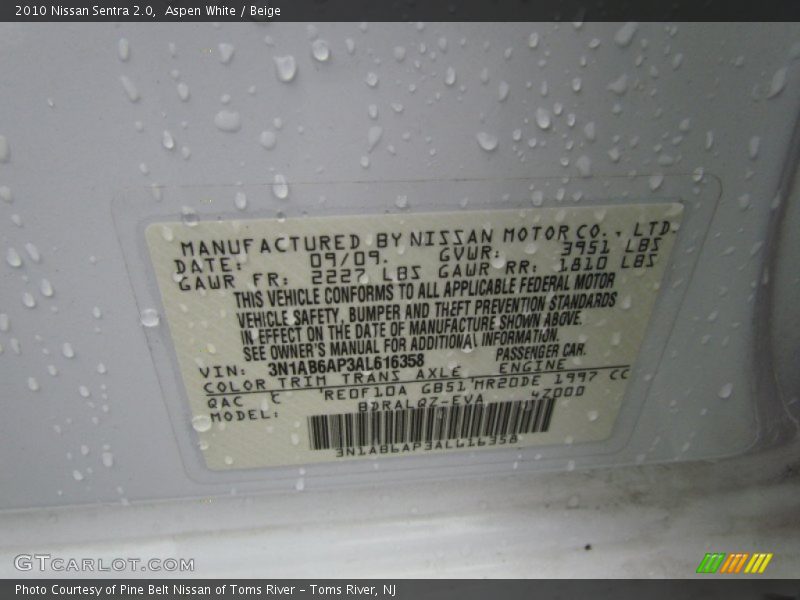 2010 Nissan Sentra 2.0, Aspen White / Beige
MANUFACTURED BY NISSAN MOTOR CO., LTD.
DATE: 09/09. GVWR: 3951 LBS
GAWR FR: 2227 LBS GAWR RR: 1810 LBS
THIS VEHICLE CONFORMS TO ALL APPLICABLE FEDERAL MOTOR
VEHICLE SAFETY, BUMPER AND THEFT PREVENTION STANDARDS
IN EFFECT ON THE DATE OF MANUFACTURE SHOWN ABOVE.
SEE OWNER'S MANUAL FOR ADDITIONAL INFORMATION.
VIN: 3N1AB6AP3AL616358 PASSENGER CAR.
COLOR TRIM TRANS AXLE ENGINE
QAC C RE0F10A GB51 MR20DE 1997 CC
MODEL: BDRALQZ-EVA 4Z000
3N1AB6AP3AL616358
GTCARLOT.COM
Photo Courtesy of Pine Belt Nissan of Toms River – Toms River, NJ